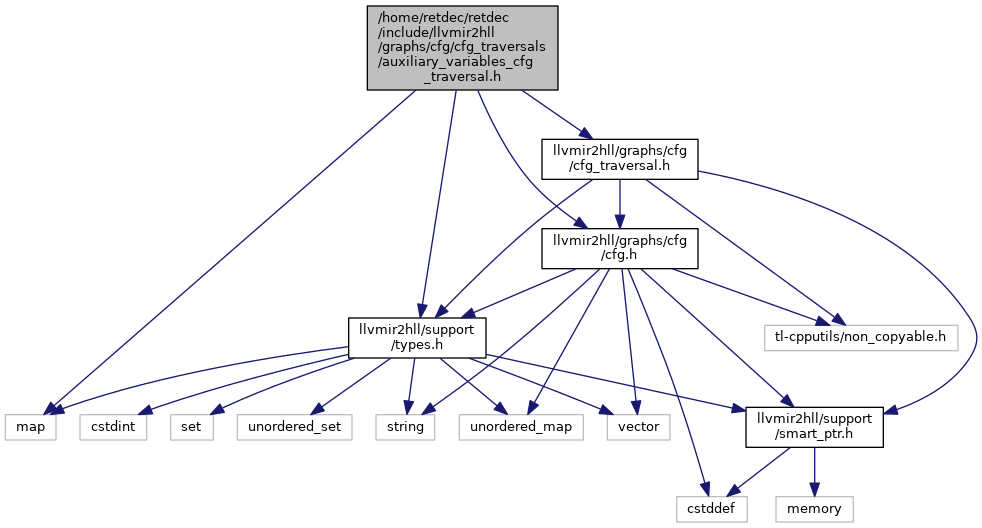 /home/retdec/retdec
/include/llvmir2hll
/graphs/cfg/cfg_traversals
/auxiliary_variables_cfg
_traversal.h
llvmir2hll/graphs/cfg
/cfg_traversal.h
llvmir2hll/graphs/cfg
/cfg.h
llvmir2hll/support
/types.h
tl-cpputils/non_copyable.h
map
cstdint
set
unordered_set
string
unordered_map
vector
llvmir2hll/support
/smart_ptr.h
cstddef
memory